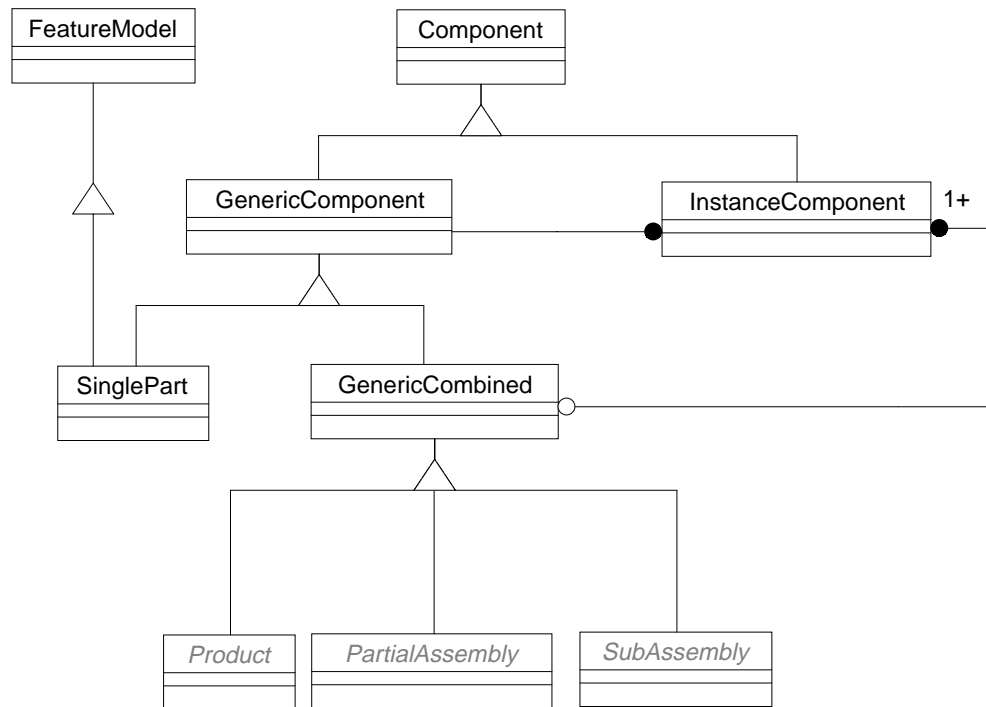 FeatureModel
Component
GenericComponent
InstanceComponent
1+
SinglePart
GenericCombined
Product
PartialAssembly
SubAssembly